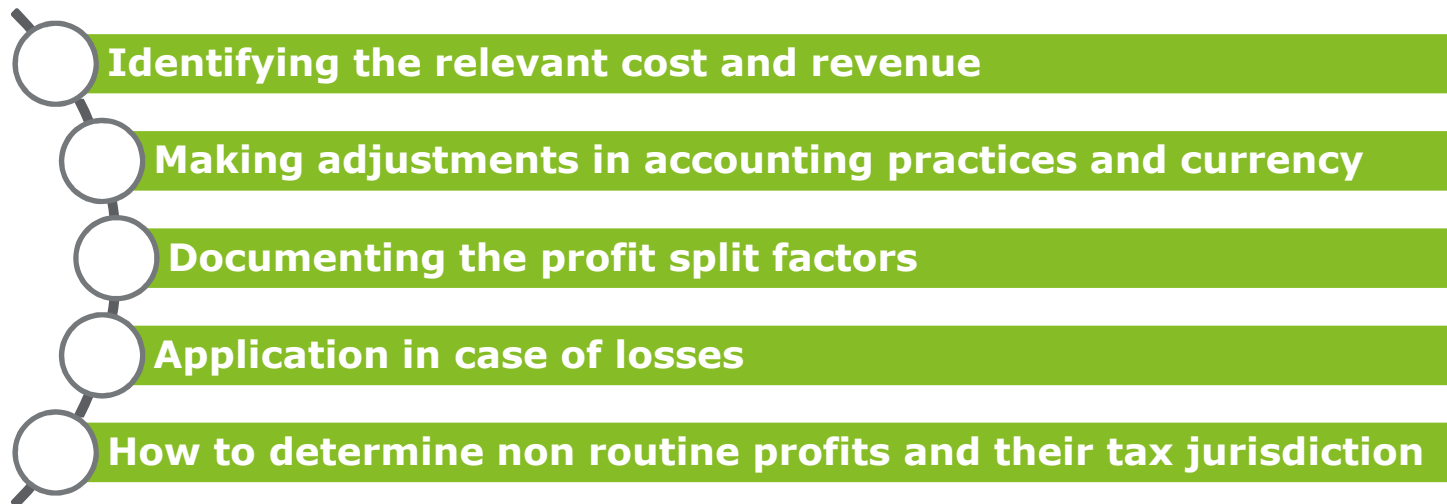 Identifying the relevant cost and revenue
Making adjustments in accounting practices and currency
Documenting the profit split factors
Application in case of losses
How to determine non routine profits and their tax jurisdiction